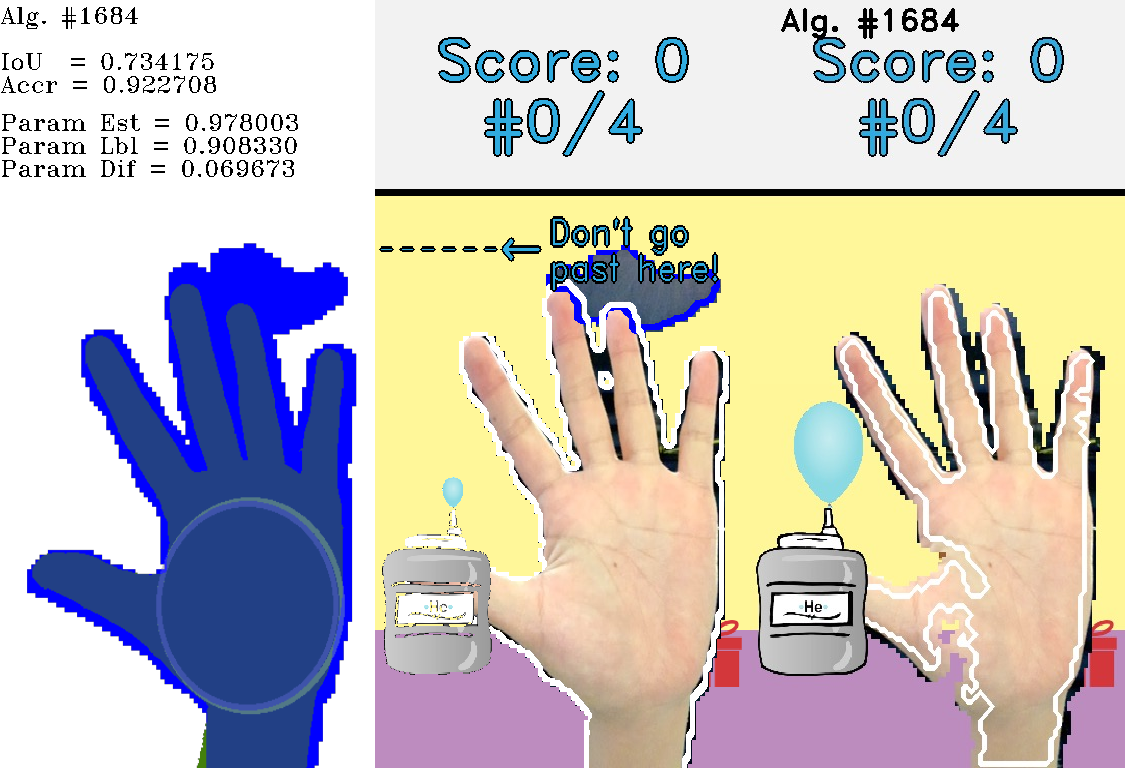 Alg. #1684
IoU = 0.734175
Accr = 0.922708
Param Est = 0.978003
Param Lbl = 0.908330
Param Dif = 0.069673
Score: 0
#0/4
Don't go
past here!
He
Alg. #1684
Score: 0
#0/4
He